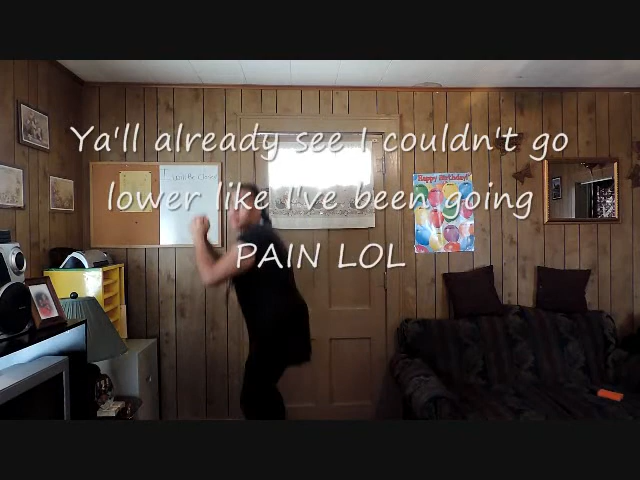 Ya'll already see I couldn't go
lower like I've been going
PAIN LOL
Happy Birthday!